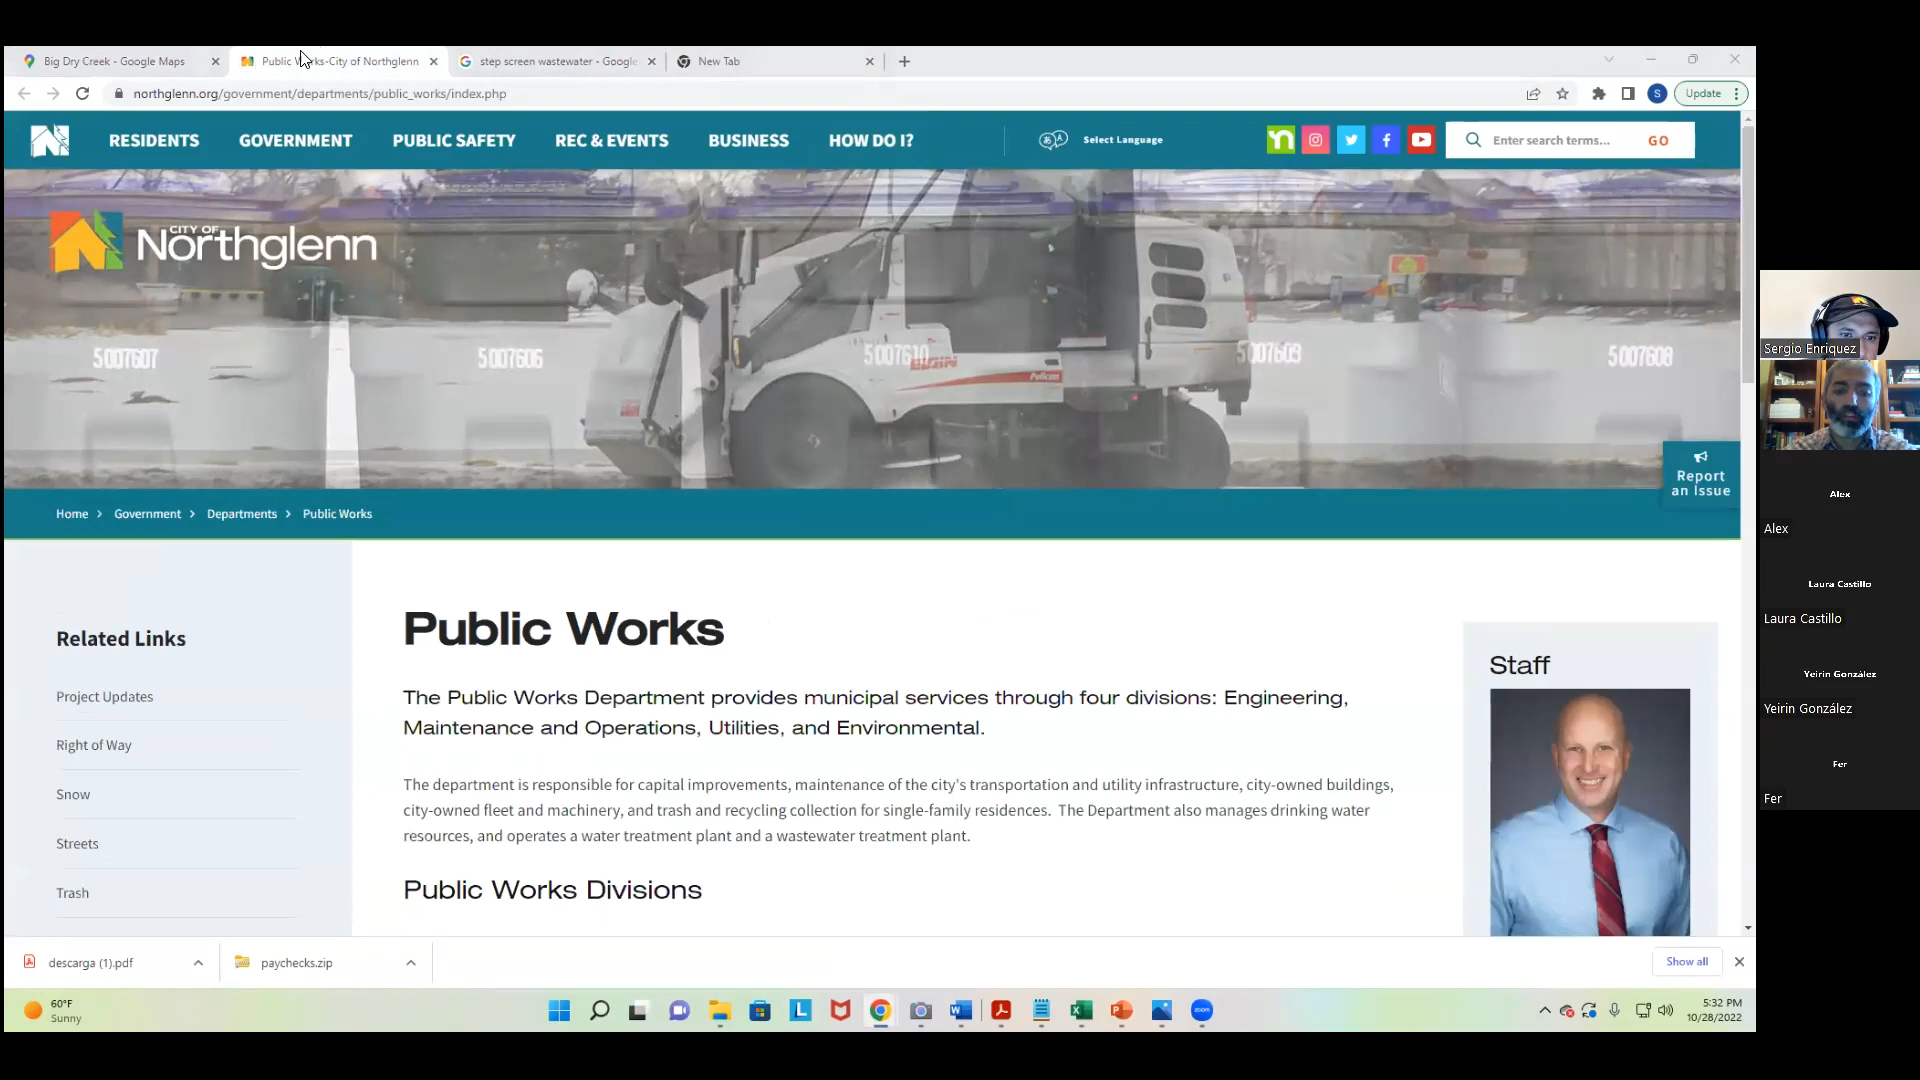 Big Dry Creek - Google Maps
Public Works-City of Northglenn
step screen wastewater - Google
New Tab
northglenn.org/government/departments/public_works/index.php
S
Update
RESIDENTS
GOVERNMENT
PUBLIC SAFETY
REC & EVENTS
BUSINESS
HOW DO I?
Select Language
Enter search terms...
GO
CITY OF
Northglenn
5007607
5007606
5007610
5007609
5007608
Pelican
Report
an Issue
Home > Government > Departments > Public Works
Related Links
Project Updates
Right of Way
Snow
Streets
Trash
Public Works
The Public Works Department provides municipal services through four divisions: Engineering,
Maintenance and Operations, Utilities, and Environmental.
The department is responsible for capital improvements, maintenance of the city's transportation and utility infrastructure, city-owned buildings,
city-owned fleet and machinery, and trash and recycling collection for single-family residences. The Department also manages drinking water
resources, and operates a water treatment plant and a wastewater treatment plant.
Public Works Divisions
Staff
Sergio Enriquez
Alex
Alex
Laura Castillo
Laura Castillo
Yeirin González
Yeirin González
Fer
Fer
descarga (1).pdf
paychecks.zip
Show all
60°F
Sunny
zoom
5:32 PM
10/28/2022